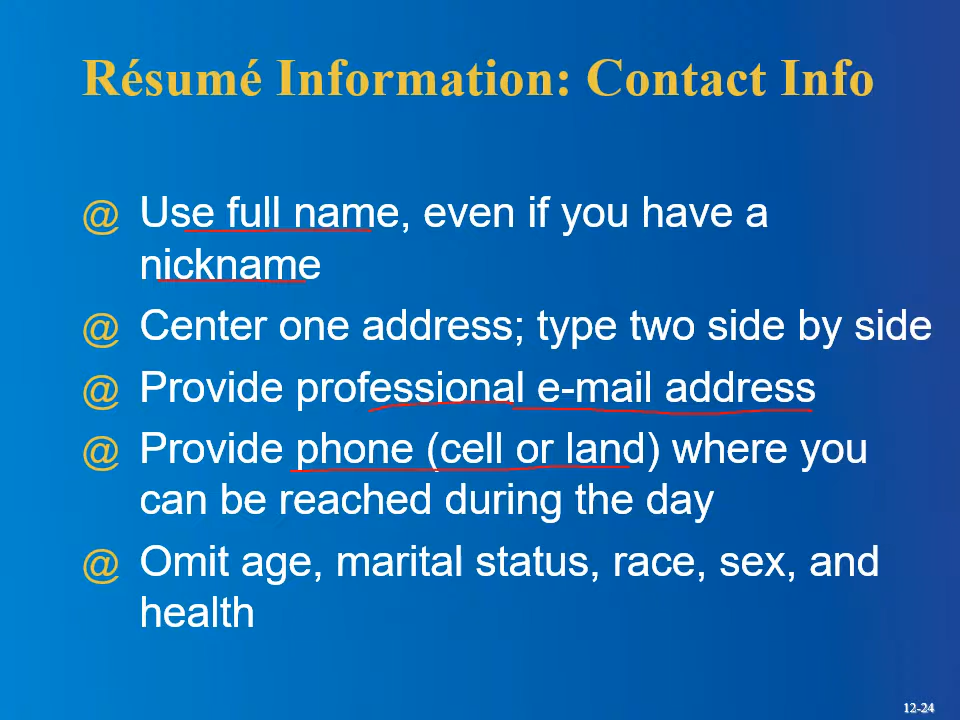 Résumé Information: Contact Info
@ Use full name, even if you have a
nickname
@ Center one address; type two side by side
@ Provide professional e-mail address
@ Provide phone (cell or land) where you
can be reached during the day
@ Omit age, marital status, race, sex, and
health
12-24